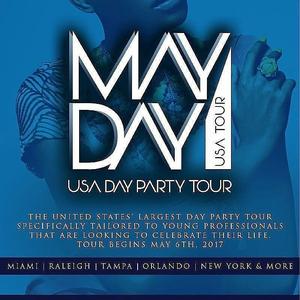 MAY
DAY
USA TOUR
USA DAY PARTY TOUR
THE UNITED STATES' LARGEST DAY PARTY TOUR
SPECIFICALLY TAILORED TO YOUNG PROFESSIONALS
THAT ARE LOOKING TO CELEBRATE THEIR LIFE.
TOUR BEGINS MAY 6TH, 2017
MIAMI | RALEIGH | TAMPA | ORLANDO | NEW YORK & MORE